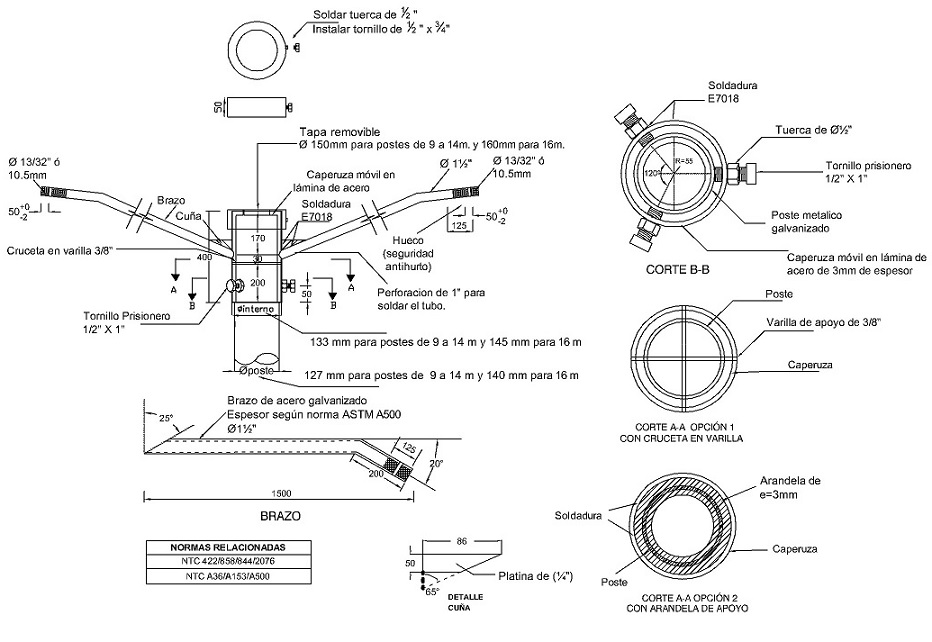 Soldar tuerca de ½"
Instalar tornillo de ½" x ¾"
50
Tapa removible
Ø 150mm para postes de 9 a 14m. y 160mm para 16m.
Ø 13/32" ó
10.5mm
Caperuza móvil en
lámina de acero
Ø 1½"
Ø 13/32" ó
10.5mm
Brazo
Cuña
Soldadura
E7018
50 +0 -2
50 +0 -2
125
Hueco
(seguridad
antihurto)
Cruceta en varilla 3/8"
400
170
30
200
50
A
B
B
A
Perforacion de 1" para
soldar el tubo.
Tornillo Prisionero
1/2" X 1"
Øinterno
133 mm para postes de 9 a 14 m y 145 mm para 16 m
Øposte
127 mm para postes de 9 a 14 m y 140 mm para 16 m
Brazo de acero galvanizado
Espesor según norma ASTM A500
Ø1½"
25°
125
20°
200
1500
BRAZO
NORMAS RELACIONADAS
NTC 422/858/844/2076
NTC A36/A153/A500
86
50
65°
Platina de (¼")
DETALLE
CUÑA
Soldadura
E7018
Tuerca de Ø½"
Tornillo prisionero
1/2" X 1"
R=55
120°
Poste metalico
galvanizado
Caperuza móvil en lámina de
acero de 3mm de espesor
CORTE B-B
Poste
Varilla de apoyo de 3/8"
Caperuza
CORTE A-A OPCIÓN 1
CON CRUCETA EN VARILLA
Arandela de
e=3mm
Soldadura
Caperuza
Poste
CORTE A-A OPCIÓN 2
CON ARANDELA DE APOYO